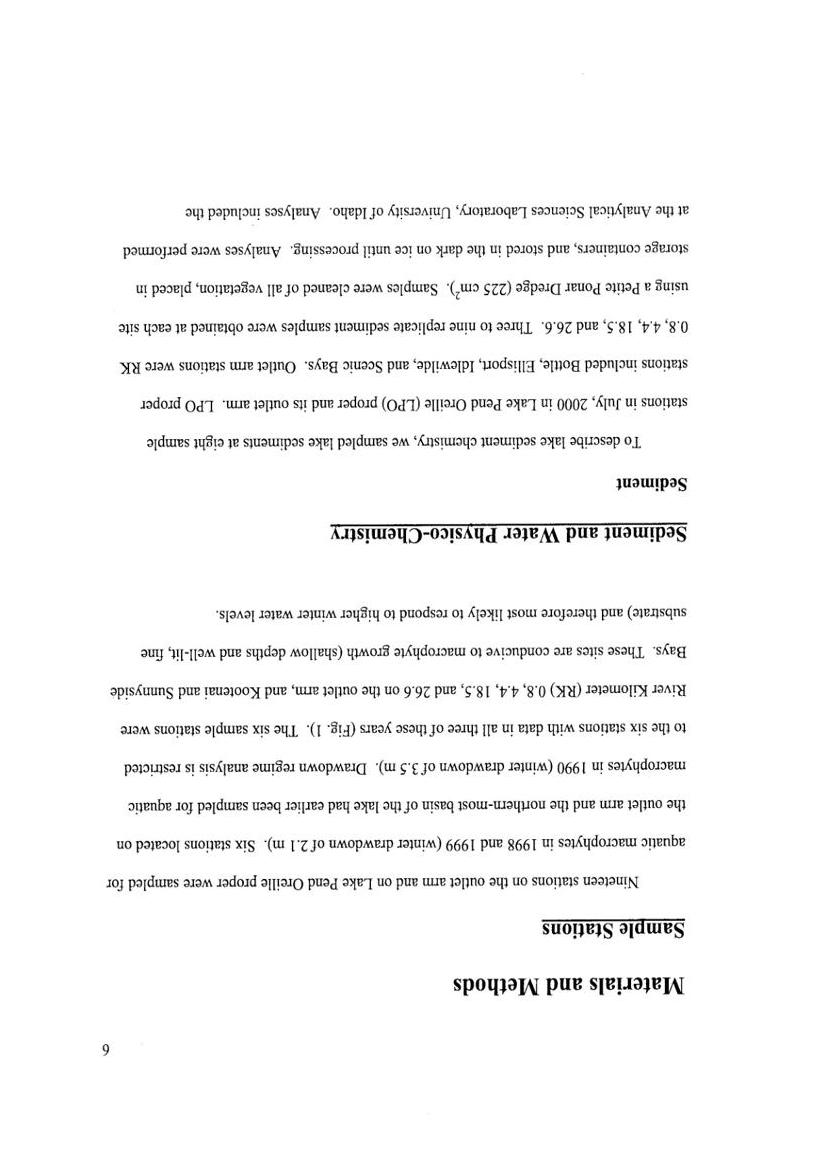 6
Materials and Methods
Sample Stations
Nineteen stations on the outlet arm and on Lake Pend Oreille proper were sampled for
aquatic macrophytes in 1998 and 1999 (winter drawdown of 2.1 m). Six stations located on
the outlet arm and the northern-most basin of the lake had earlier been sampled for aquatic
macrophytes in 1990 (winter drawdown of 3.5 m). Drawdown regime analysis is restricted
to the six stations with data in all three of these years (Fig. 1). The six sample stations were
River Kilometer (RK) 0.8, 4.4, 18.5, and 26.6 on the outlet arm, and Kootenai and Sunnyside
Bays. These sites are conducive to macrophyte growth (shallow depths and well-lit, fine
substrate) and therefore most likely to respond to higher winter water levels.
Sediment and Water Physico-Chemistry
Sediment
To describe lake sediment chemistry, we sampled lake sediments at eight sample
stations in July, 2000 in Lake Pend Oreille (LPO) proper and its outlet arm. LPO proper
stations included Bottle, Ellisport, Idlewilde, and Scenic Bays. Outlet arm stations were RK
0.8, 4.4, 18.5, and 26.6. Three to nine replicate sediment samples were obtained at each site
using a Petite Ponar Dredge (225 cm²). Samples were cleaned of all vegetation, placed in
storage containers, and stored in the dark on ice until processing. Analyses were performed
at the Analytical Sciences Laboratory, University of Idaho. Analyses included the